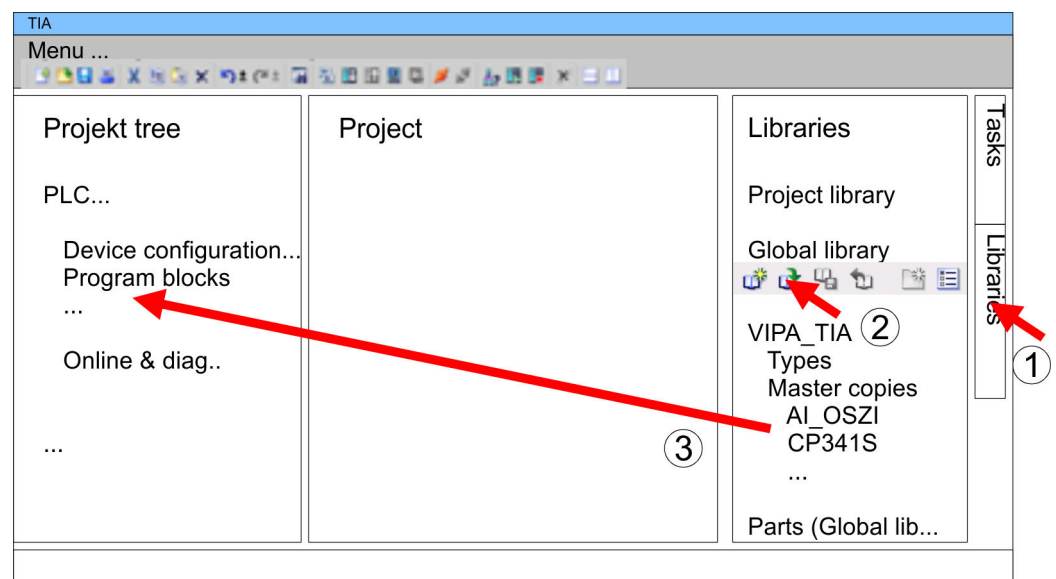 TIA
Menu ...
Projekt tree
PLC...
Device configuration...
Program blocks
...
Online & diag..
...
Project
③
Libraries
Project library
Global library
②
VIPA_TIA
Types
Master copies
AI_OSZI
CP341S
...
Parts (Global lib...
Tasks
Libraries
①